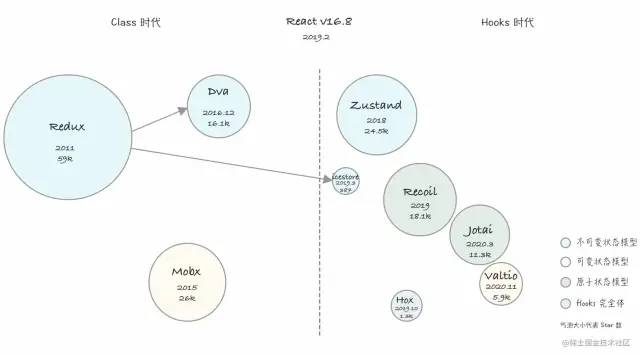 Class 时代
React v16.8
2019.2
Hooks 时代
Redux
2011
59k
Dva
2016.12
16.1k
Zustand
2018
24.5k
icestore
2019.3
387
Recoil
2019
18.1k
Jotai
2020.3
11.3k
Mobx
2015
26k
Valtio
2020.11
5.9k
Hox
2019.10
1.3k
不可变状态模型
可变状态模型
原子状态模型
Hooks 完全体
气泡大小代表 Star 数
@稀土掘金技术社区